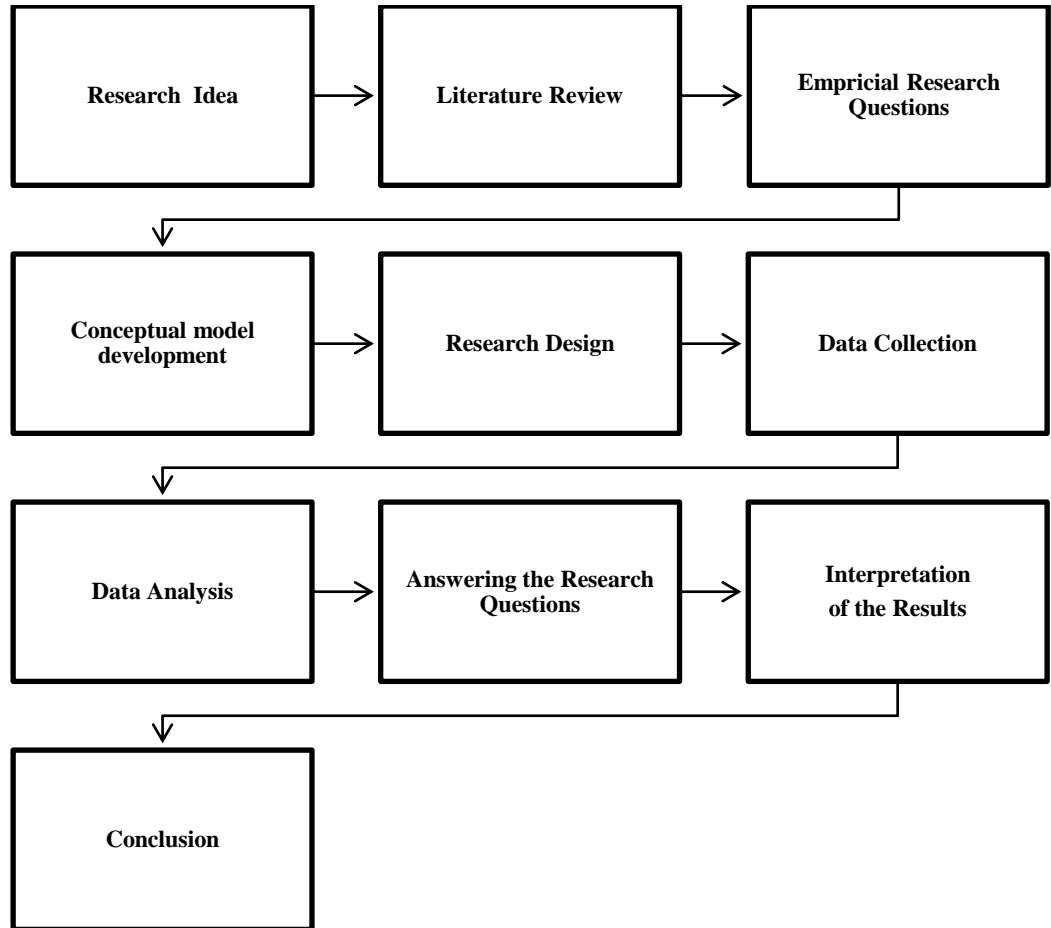 Research Idea
Literature Review
Empricial Research
Questions
Conceptual model
development
Research Design
Data Collection
Data Analysis
Answering the Research
Questions
Interpretation
of the Results
Conclusion